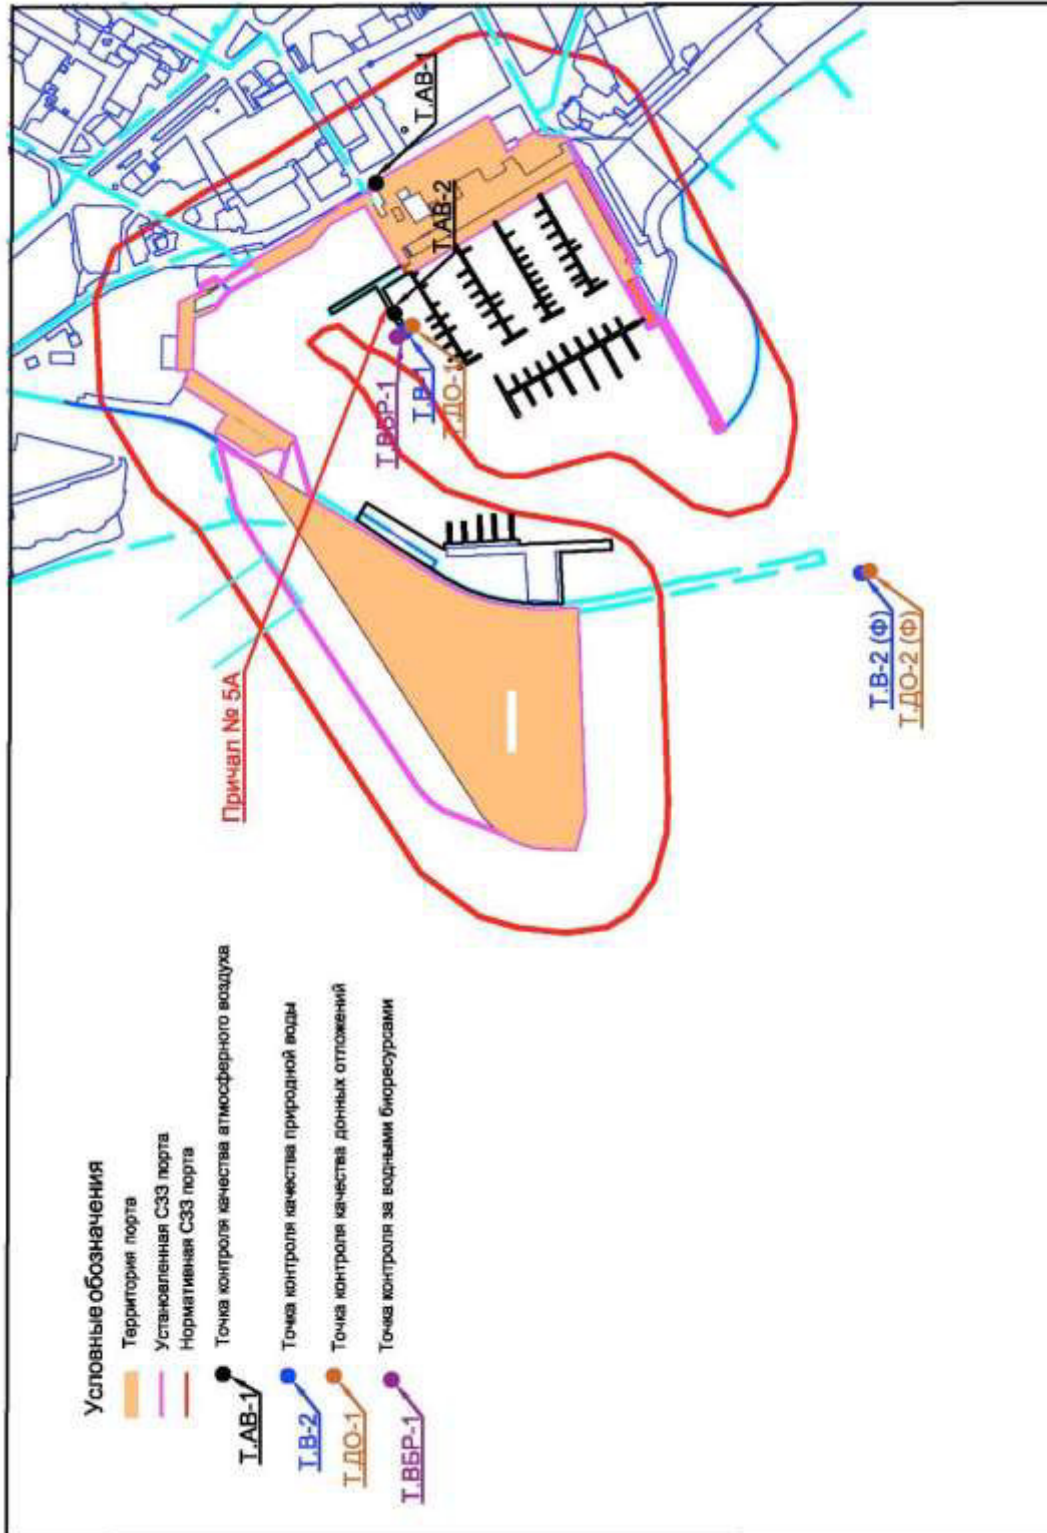 Условные обозначения
Территория порта
Установленная СЗЗ порта
Нормативная СЗЗ порта
Т.АВ-1
Точка контроля качества атмосферного воздуха
Т.В-2
Точка контроля качества природной воды
Т.ДО-1
Точка контроля качества донных отложений
Т.ВБР-1
Точка контроля за водными биоресурсами
Причал № 5А
Т.АВ-1
Т.АВ-2
Т.ВБР-1
Т.В-1
Т.ДО-1
Т.В-2 (Ф)
Т.ДО-2 (Ф)